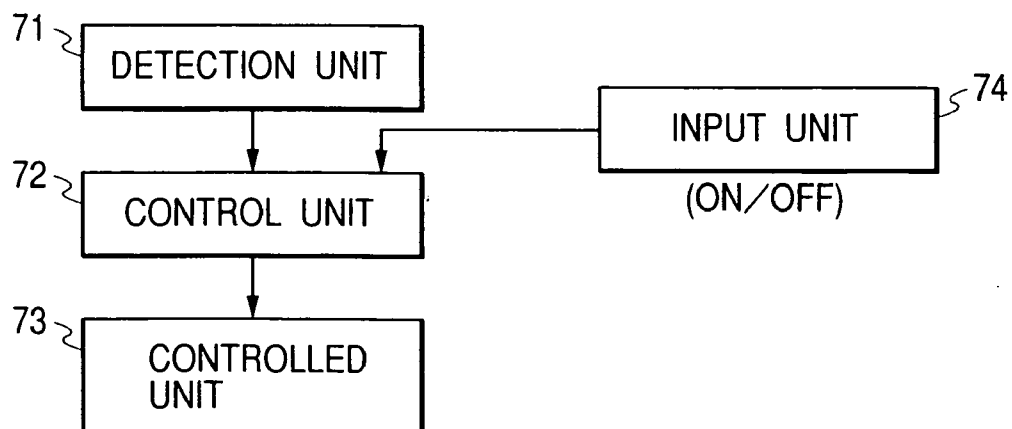 71
DETECTION UNIT
74
INPUT UNIT
(ON/OFF)
72
CONTROL UNIT
73
CONTROLLED
UNIT